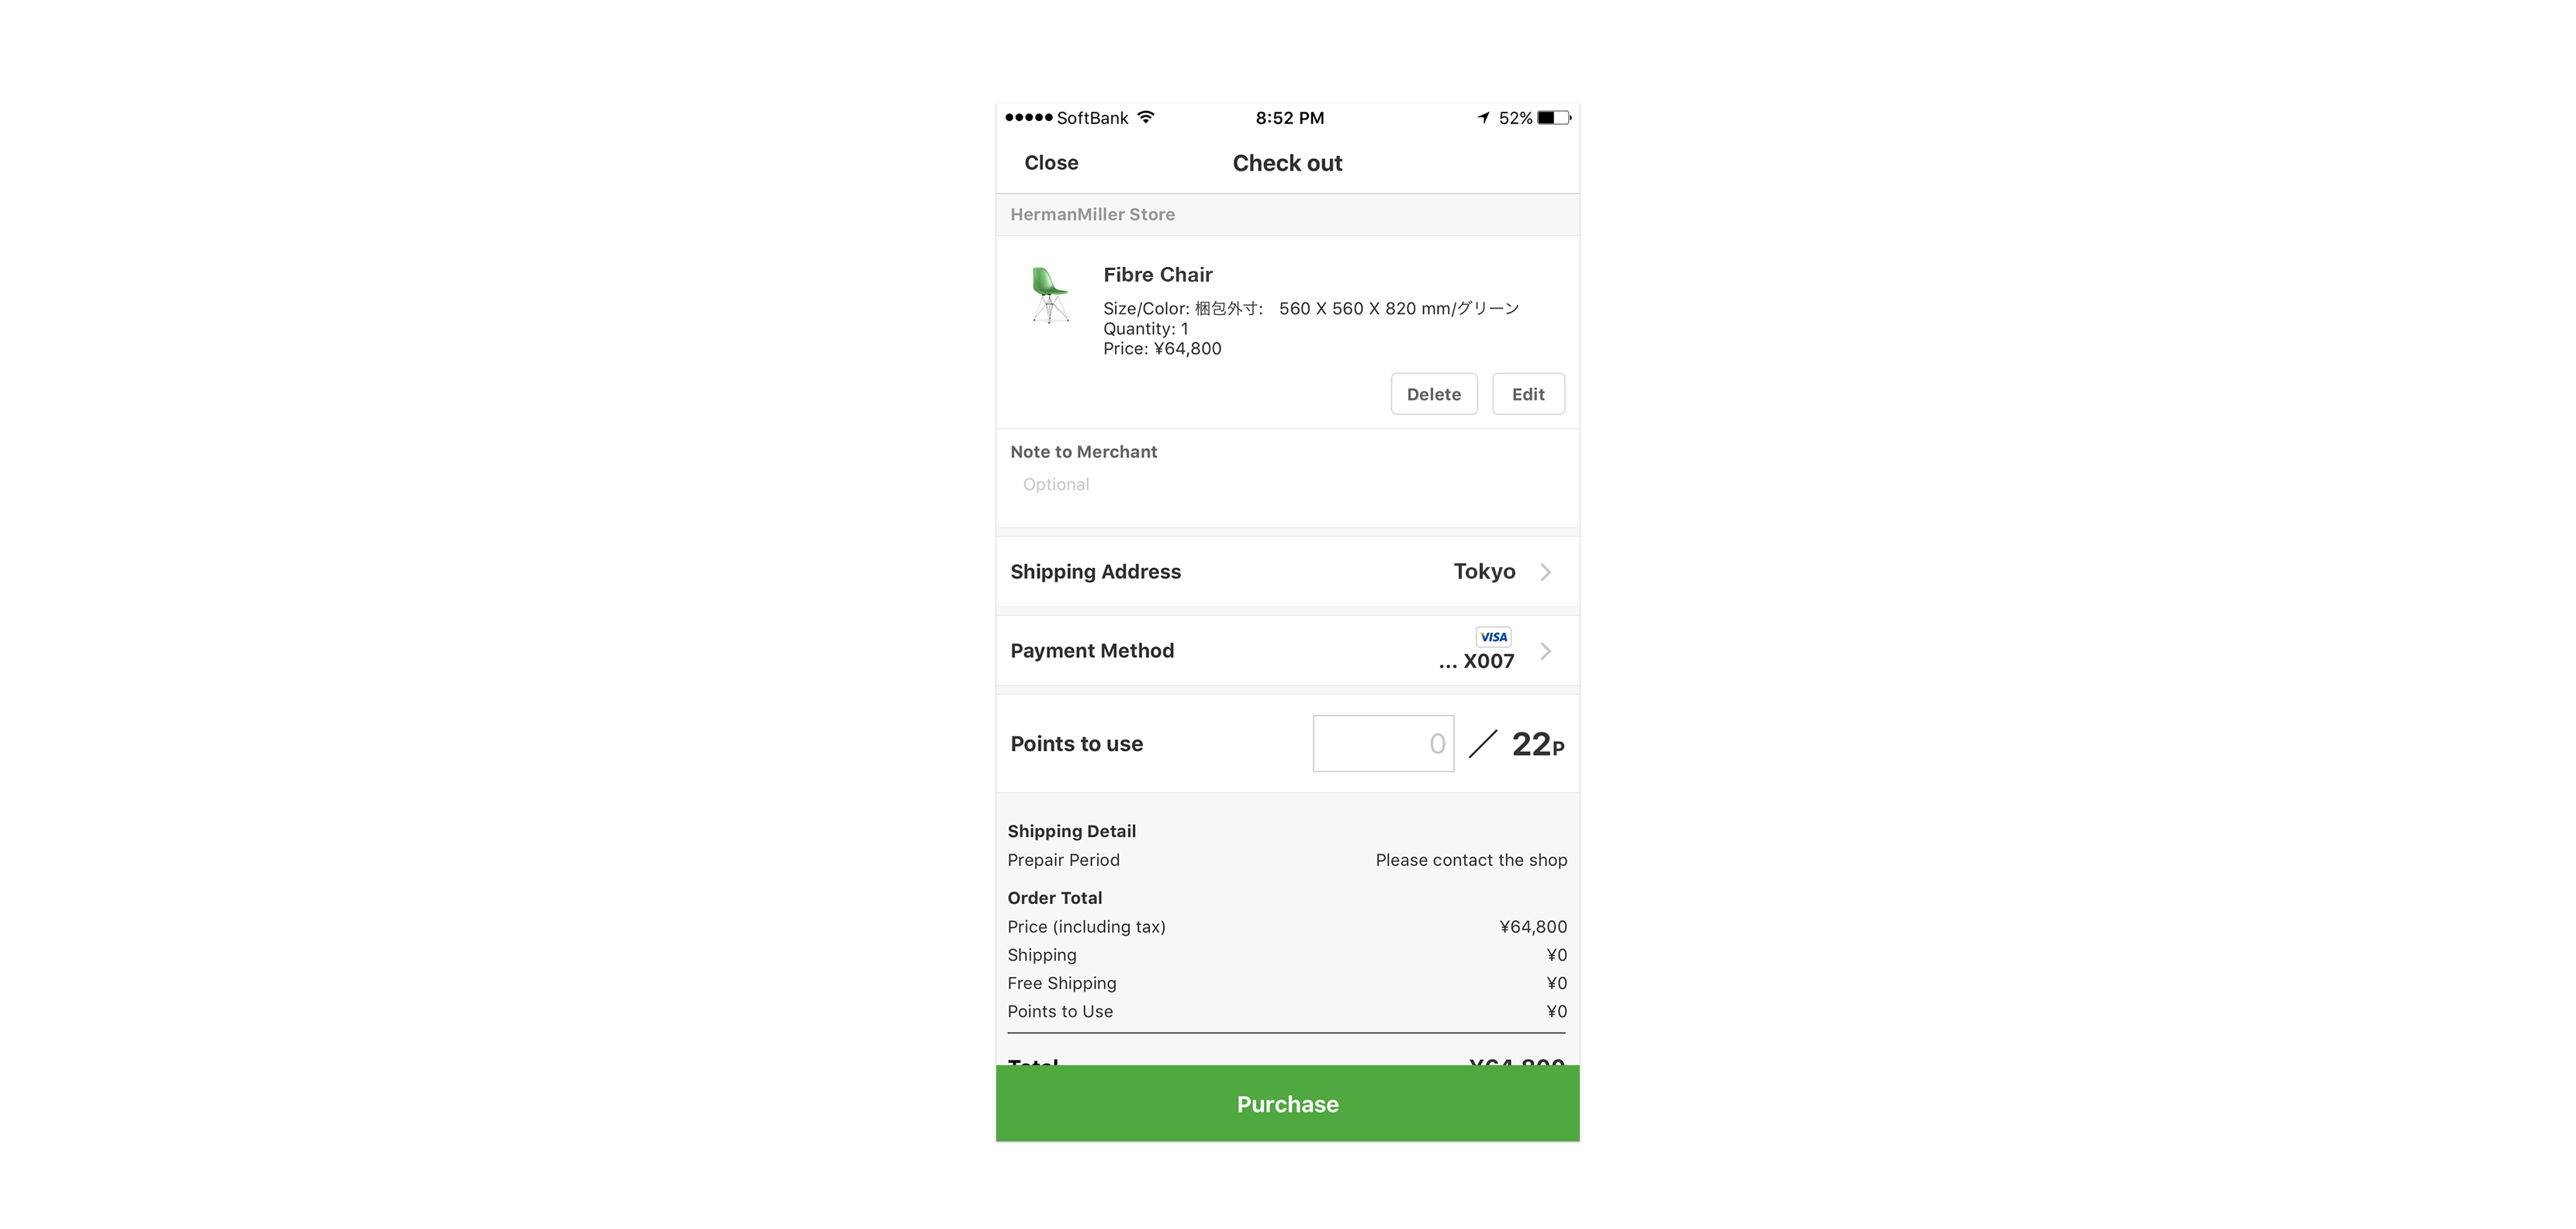 SoftBank 8:52 PM 52%
Close Check out
HermanMiller Store
Fibre Chair
Size/Color: 梱包外寸: 560 X 560 X 820 mm/グリーン
Quantity: 1
Price: ¥64,800
Delete Edit
Note to Merchant
Optional
Shipping Address Tokyo
VISA
Payment Method ... X007
Points to use 0 / 22P
Shipping Detail
Prepair Period Please contact the shop
Order Total
Price (including tax) ¥64,800
Shipping ¥0
Free Shipping ¥0
Points to Use ¥0
Total ¥64,800
Purchase